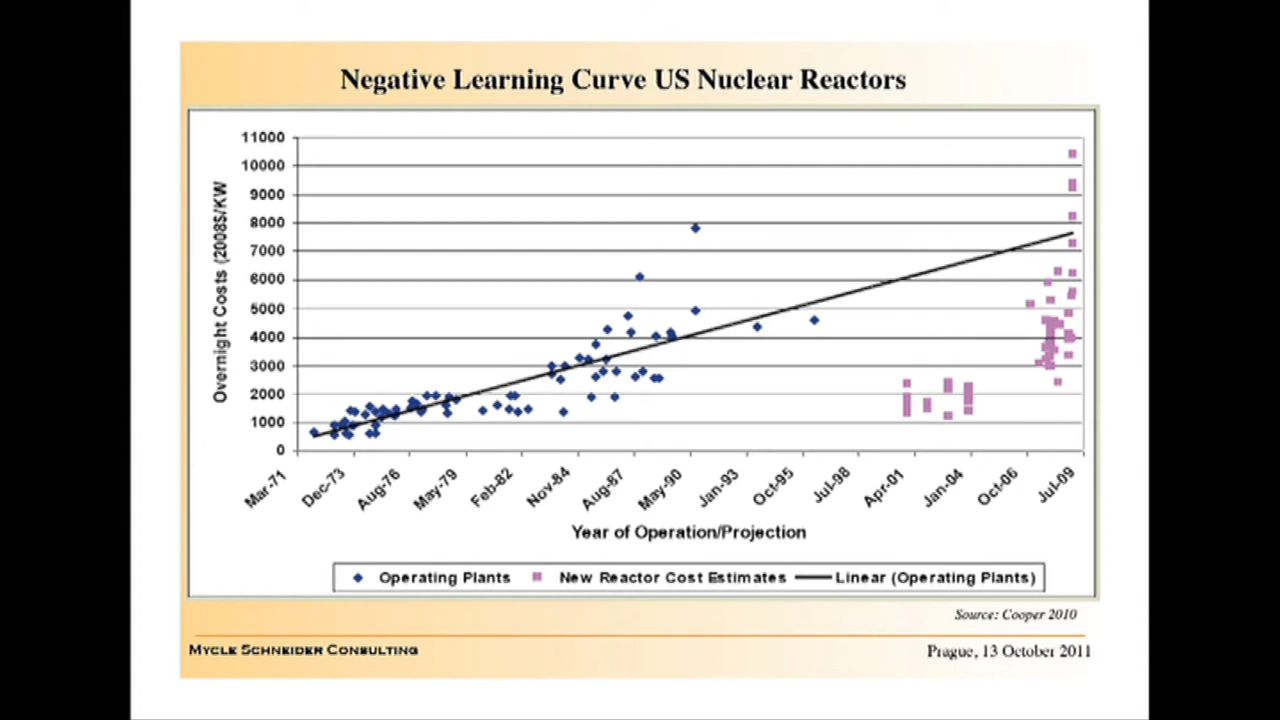 Negative Learning Curve US Nuclear Reactors
11000
10000
9000
8000
7000
6000
5000
4000
3000
2000
1000
0
Overnight Costs (2008$/KW
Mar-71 Dec-73 Aug-76 May-79 Feb-82 Nov-84 Aug-87 May-90 Jan-93 Oct-95 Jul-98 Apr-01 Jan-04 Oct-06 Jul-09
Year of Operation/Projection
Operating Plants New Reactor Cost Estimates Linear (Operating Plants)
Source: Cooper 2010
MYCLE SCHNEIDER CONSULTING Prague, 13 October 2011